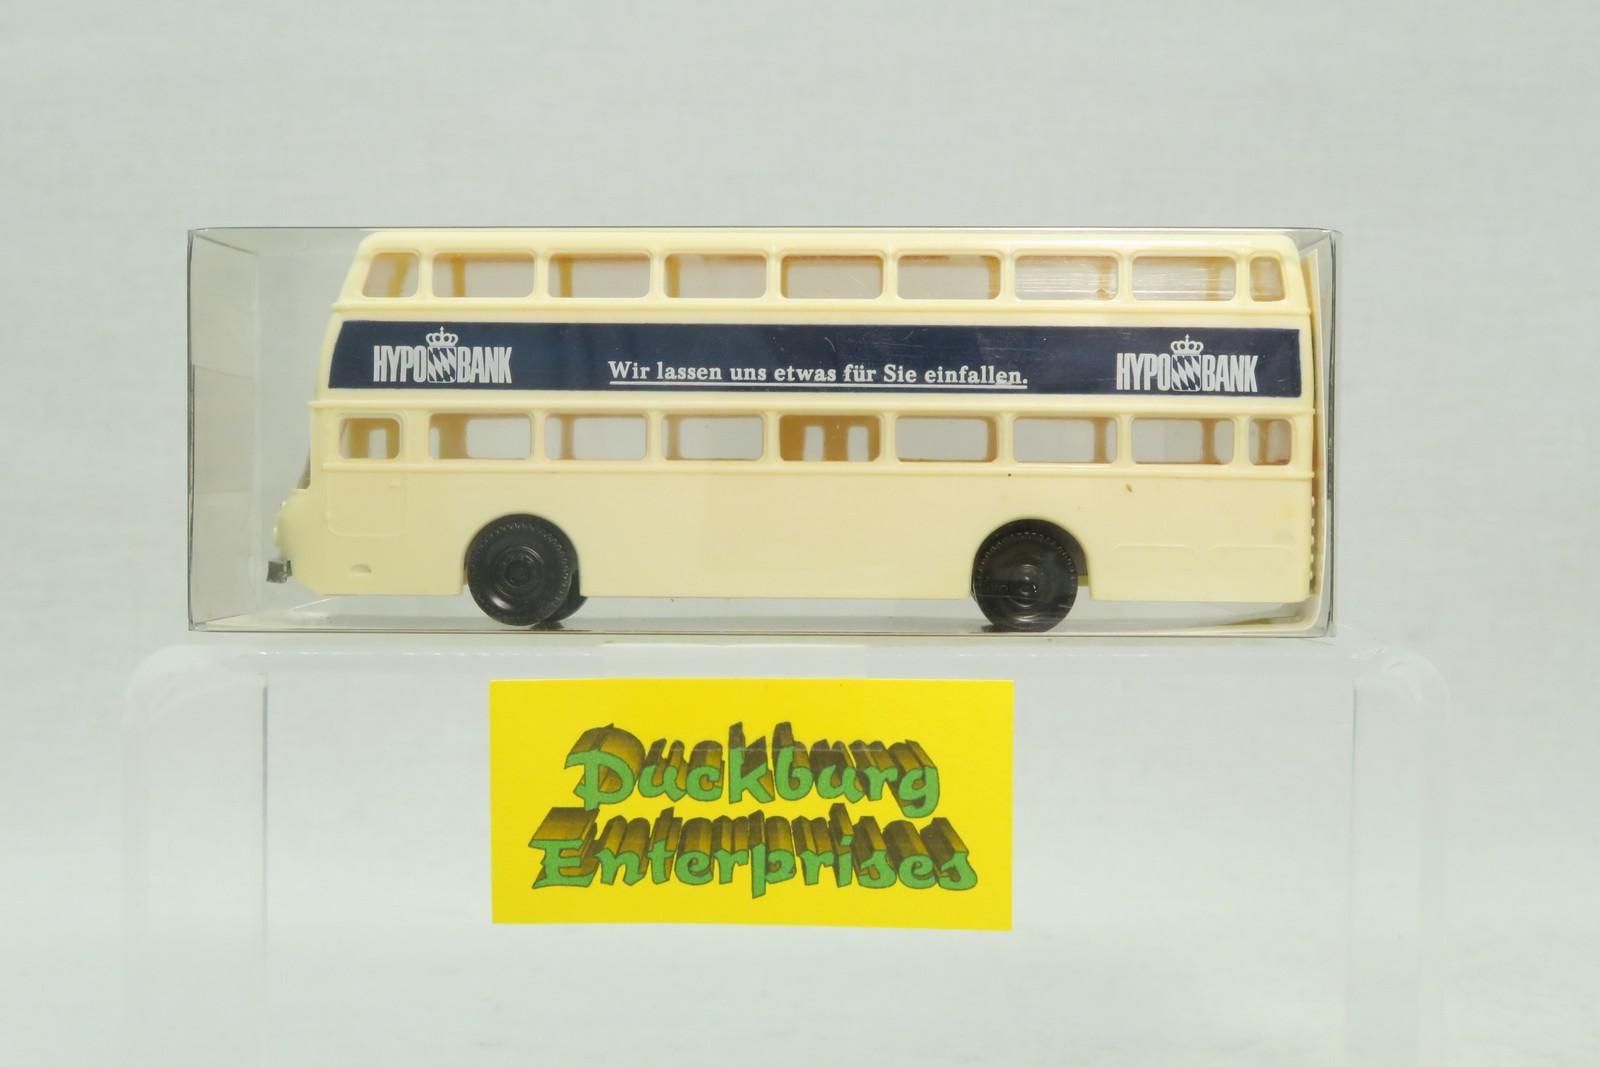 HYPO BANK
Wir lassen uns etwas für Sie einfallen.
HYPO BANK
Duckburg
Enterprises